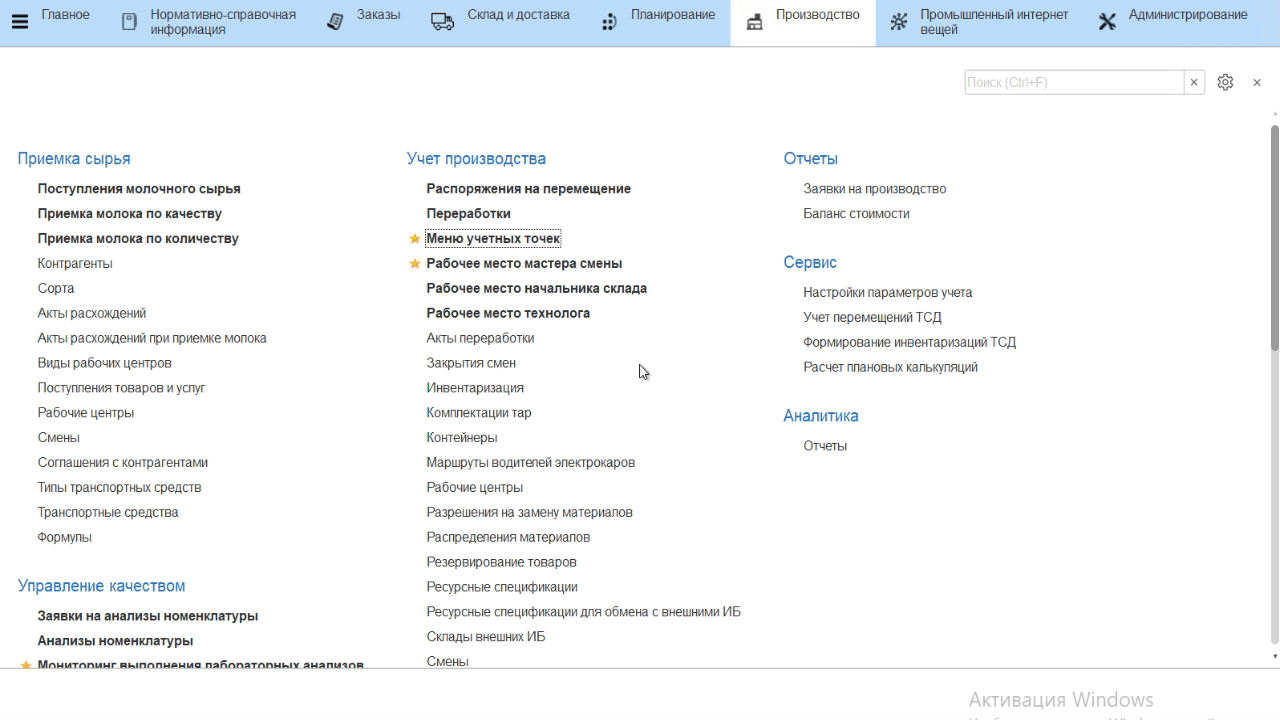 Главное
Нормативно-справочная
информация
Заказы
Склад и доставка
Планирование
Производство
Промышленный интернет
вещей
Администрирование
Поиск (Ctrl+F)
Приемка сырья
Поступления молочного сырья
Приемка молока по качеству
Приемка молока по количеству
Контрагенты
Сорта
Акты расхождений
Акты расхождений при приемке молока
Виды рабочих центров
Поступления товаров и услуг
Рабочие центры
Смены
Соглашения с контрагентами
Типы транспортных средств
Транспортные средства
Формулы
Управление качеством
Заявки на анализы номенклатуры
Анализы номенклатуры
Мониторинг выполнения лабораторных анализов
Учет производства
Распоряжения на перемещение
Переработки
Меню учетных точек
Рабочее место мастера смены
Рабочее место начальника склада
Рабочее место технолога
Акты переработки
Закрытия смен
Инвентаризация
Комплектации тар
Контейнеры
Маршруты водителей электрокаров
Рабочие центры
Разрешения на замену материалов
Распределения материалов
Резервирование товаров
Ресурсные спецификации
Ресурсные спецификации для обмена с внешними ИБ
Склады внешних ИБ
Смены
Отчеты
Заявки на производство
Баланс стоимости
Сервис
Настройки параметров учета
Учет перемещений ТСД
Формирование инвентаризаций ТСД
Расчет плановых калькуляций
Аналитика
Отчеты
Активация Windows